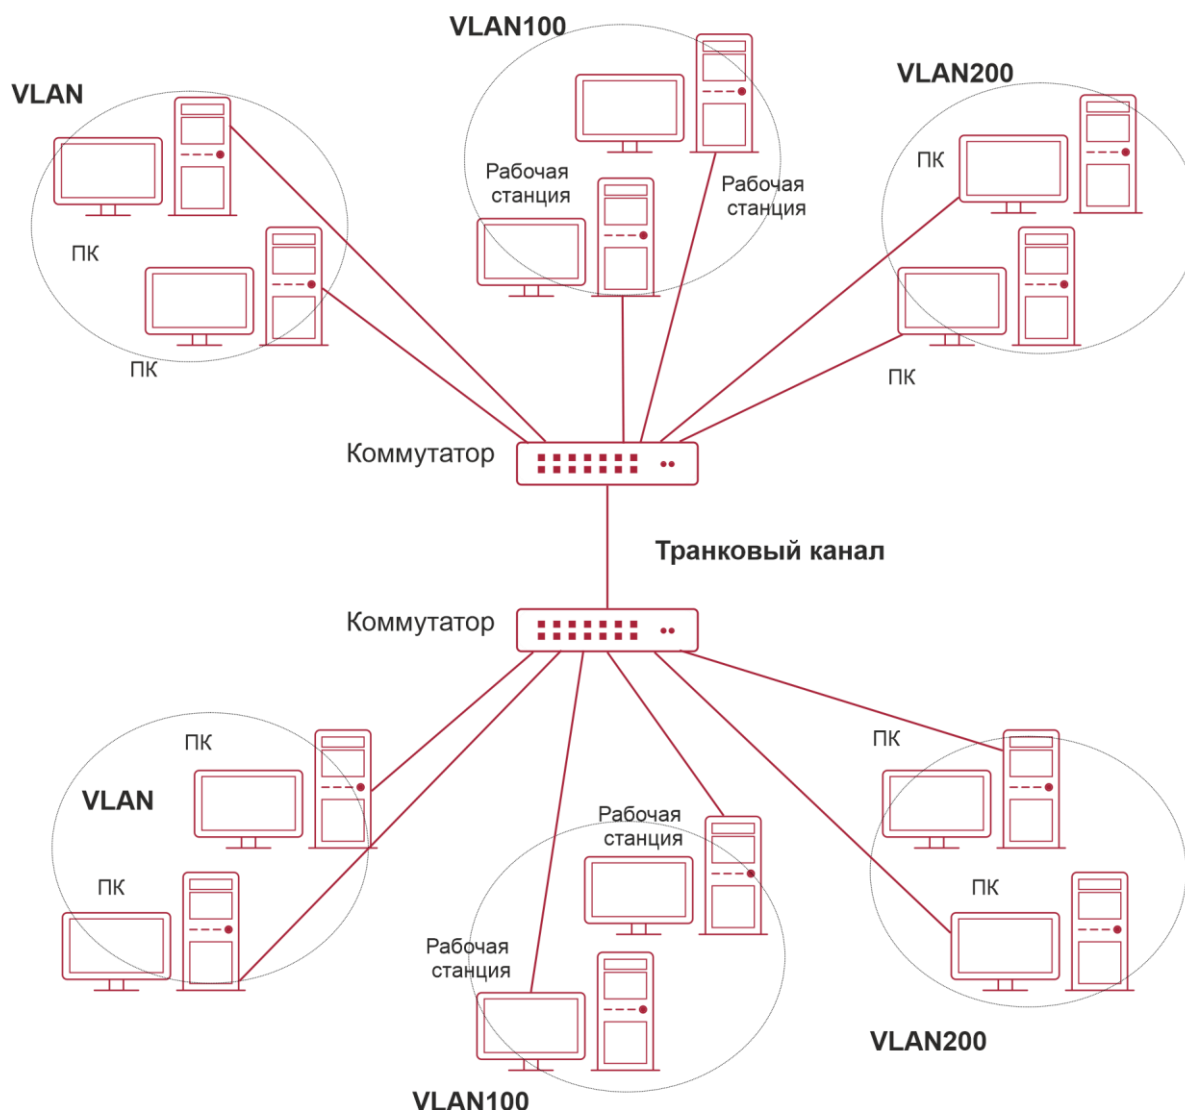 VLAN100
VLAN
VLAN200
ПК
Рабочая
станция
Рабочая
станция
ПК
ПК
ПК
Коммутатор
Транковый канал
Коммутатор
ПК
ПК
VLAN
Рабочая
станция
ПК
ПК
Рабочая
станция
VLAN200
VLAN100